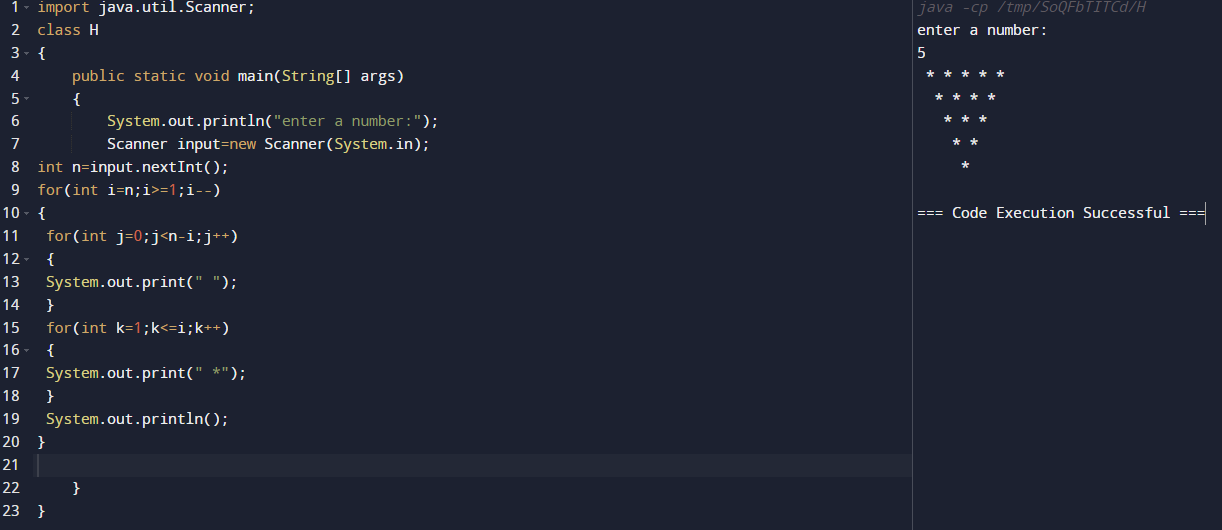 1 import java.util.Scanner;
2 class H
3 {
4     public static void main(String[] args)
5     {
6         System.out.println("enter a number:");
7         Scanner input=new Scanner(System.in);
8 int n=input.nextInt();
9 for(int i=n;i>=1;i--)
10 {
11  for(int j=0;j<n-i;j++)
12  {
13  System.out.print(" ");
14  }
15  for(int k=1;k<=i;k++)
16  {
17  System.out.print(" *");
18  }
19  System.out.println();
20 }
21
22     }
23 }
java -cp /tmp/SoQFbTITCd/H
enter a number:
5
 * * * * *
  * * * *
   * * *
    * *
     *
=== Code Execution Successful ===